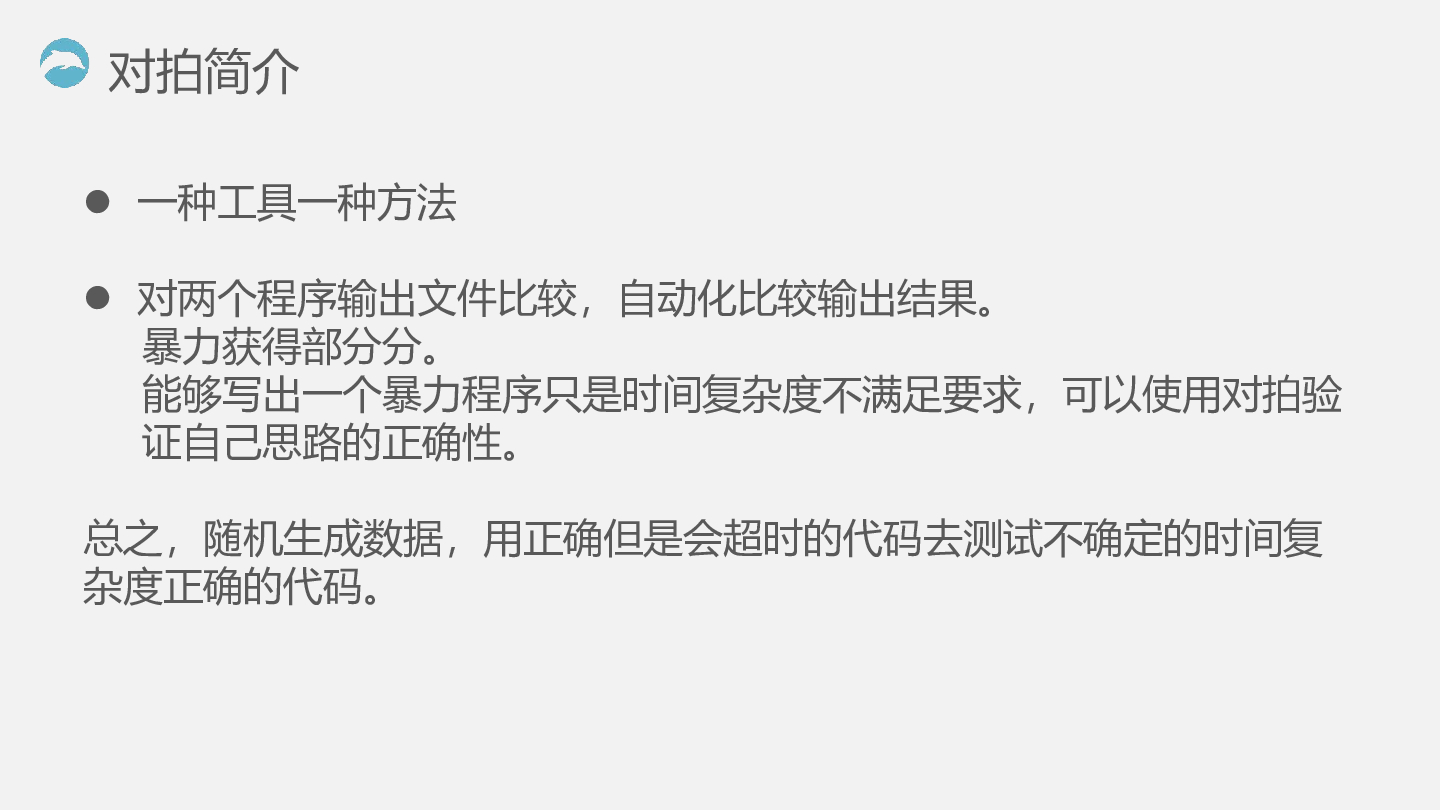 对拍简介
● 一种工具一种方法
● 对两个程序输出文件比较，自动化比较输出结果。
暴力获得部分分。
能够写出一个暴力程序只是时间复杂度不满足要求，可以使用对拍验
证自己思路的正确性。
总之，随机生成数据，用正确但是会超时的代码去测试不确定的时间复
杂度正确的代码。